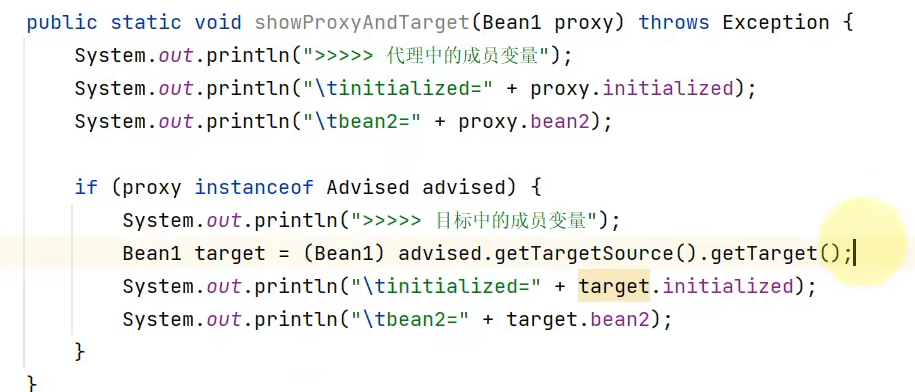 public static void showProxyAndTarget(Bean1 proxy) throws Exception {
System.out.println(">>>>> 代理中的成员变量");
System.out.println("\tinitialized=" + proxy.initialized);
System.out.println("\tbean2=" + proxy.bean2);
if (proxy instanceof Advised advised) {
System.out.println(">>>>> 目标中的成员变量");
Bean1 target = (Bean1) advised.getTargetSource().getTarget();
System.out.println("\tinitialized=" + target.initialized);
System.out.println("\tbean2=" + target.bean2);
}
}